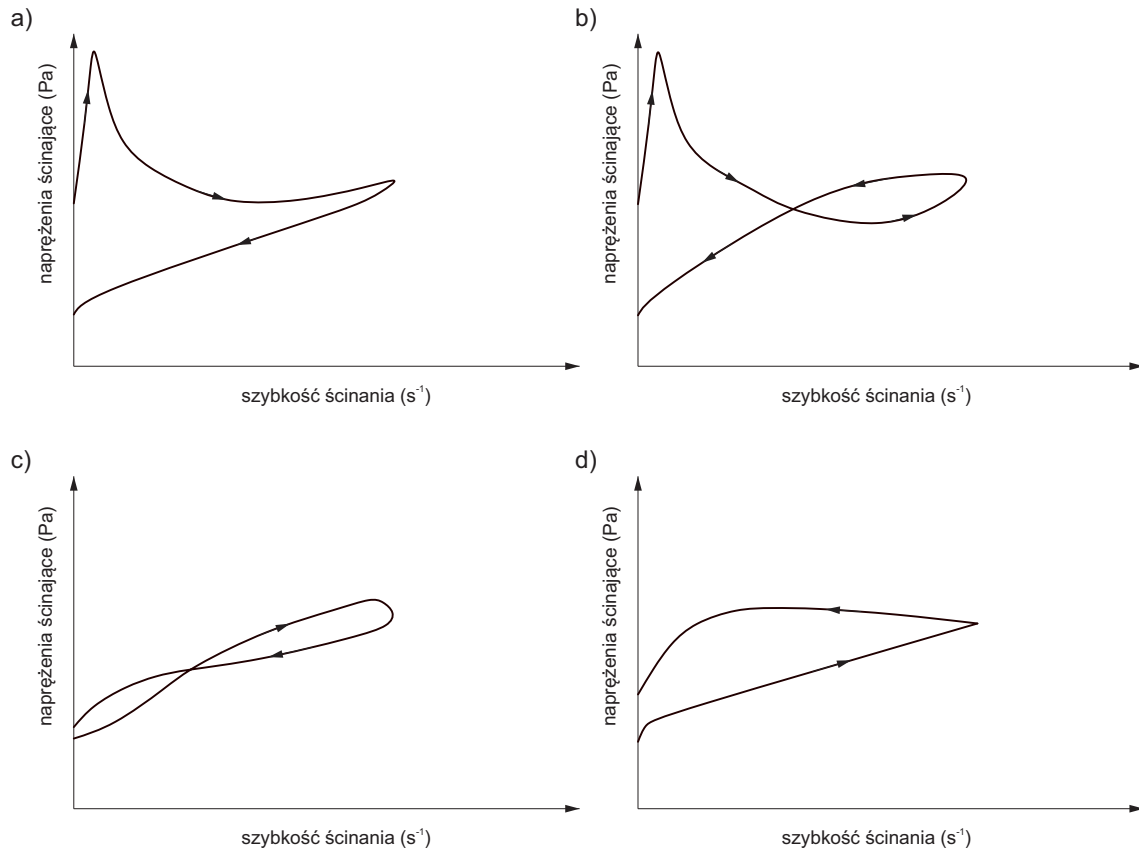 a)
naprężenia ścinające (Pa)
szybkość ścinania (s⁻¹)
b)
naprężenia ścinające (Pa)
szybkość ścinania (s⁻¹)
c)
naprężenia ścinające (Pa)
szybkość ścinania (s⁻¹)
d)
naprężenia ścinające (Pa)
szybkość ścinania (s⁻¹)